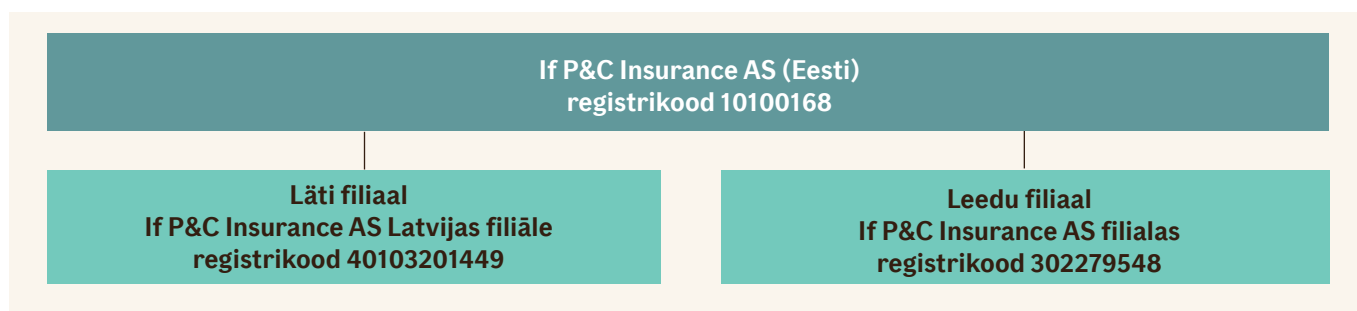 If P&C Insurance AS (Eesti)
registrikood 10100168
Läti filiaal
If P&C Insurance AS Latvijas filiāle
registrikood 40103201449
Leedu filiaal
If P&C Insurance AS filialas
registrikood 302279548